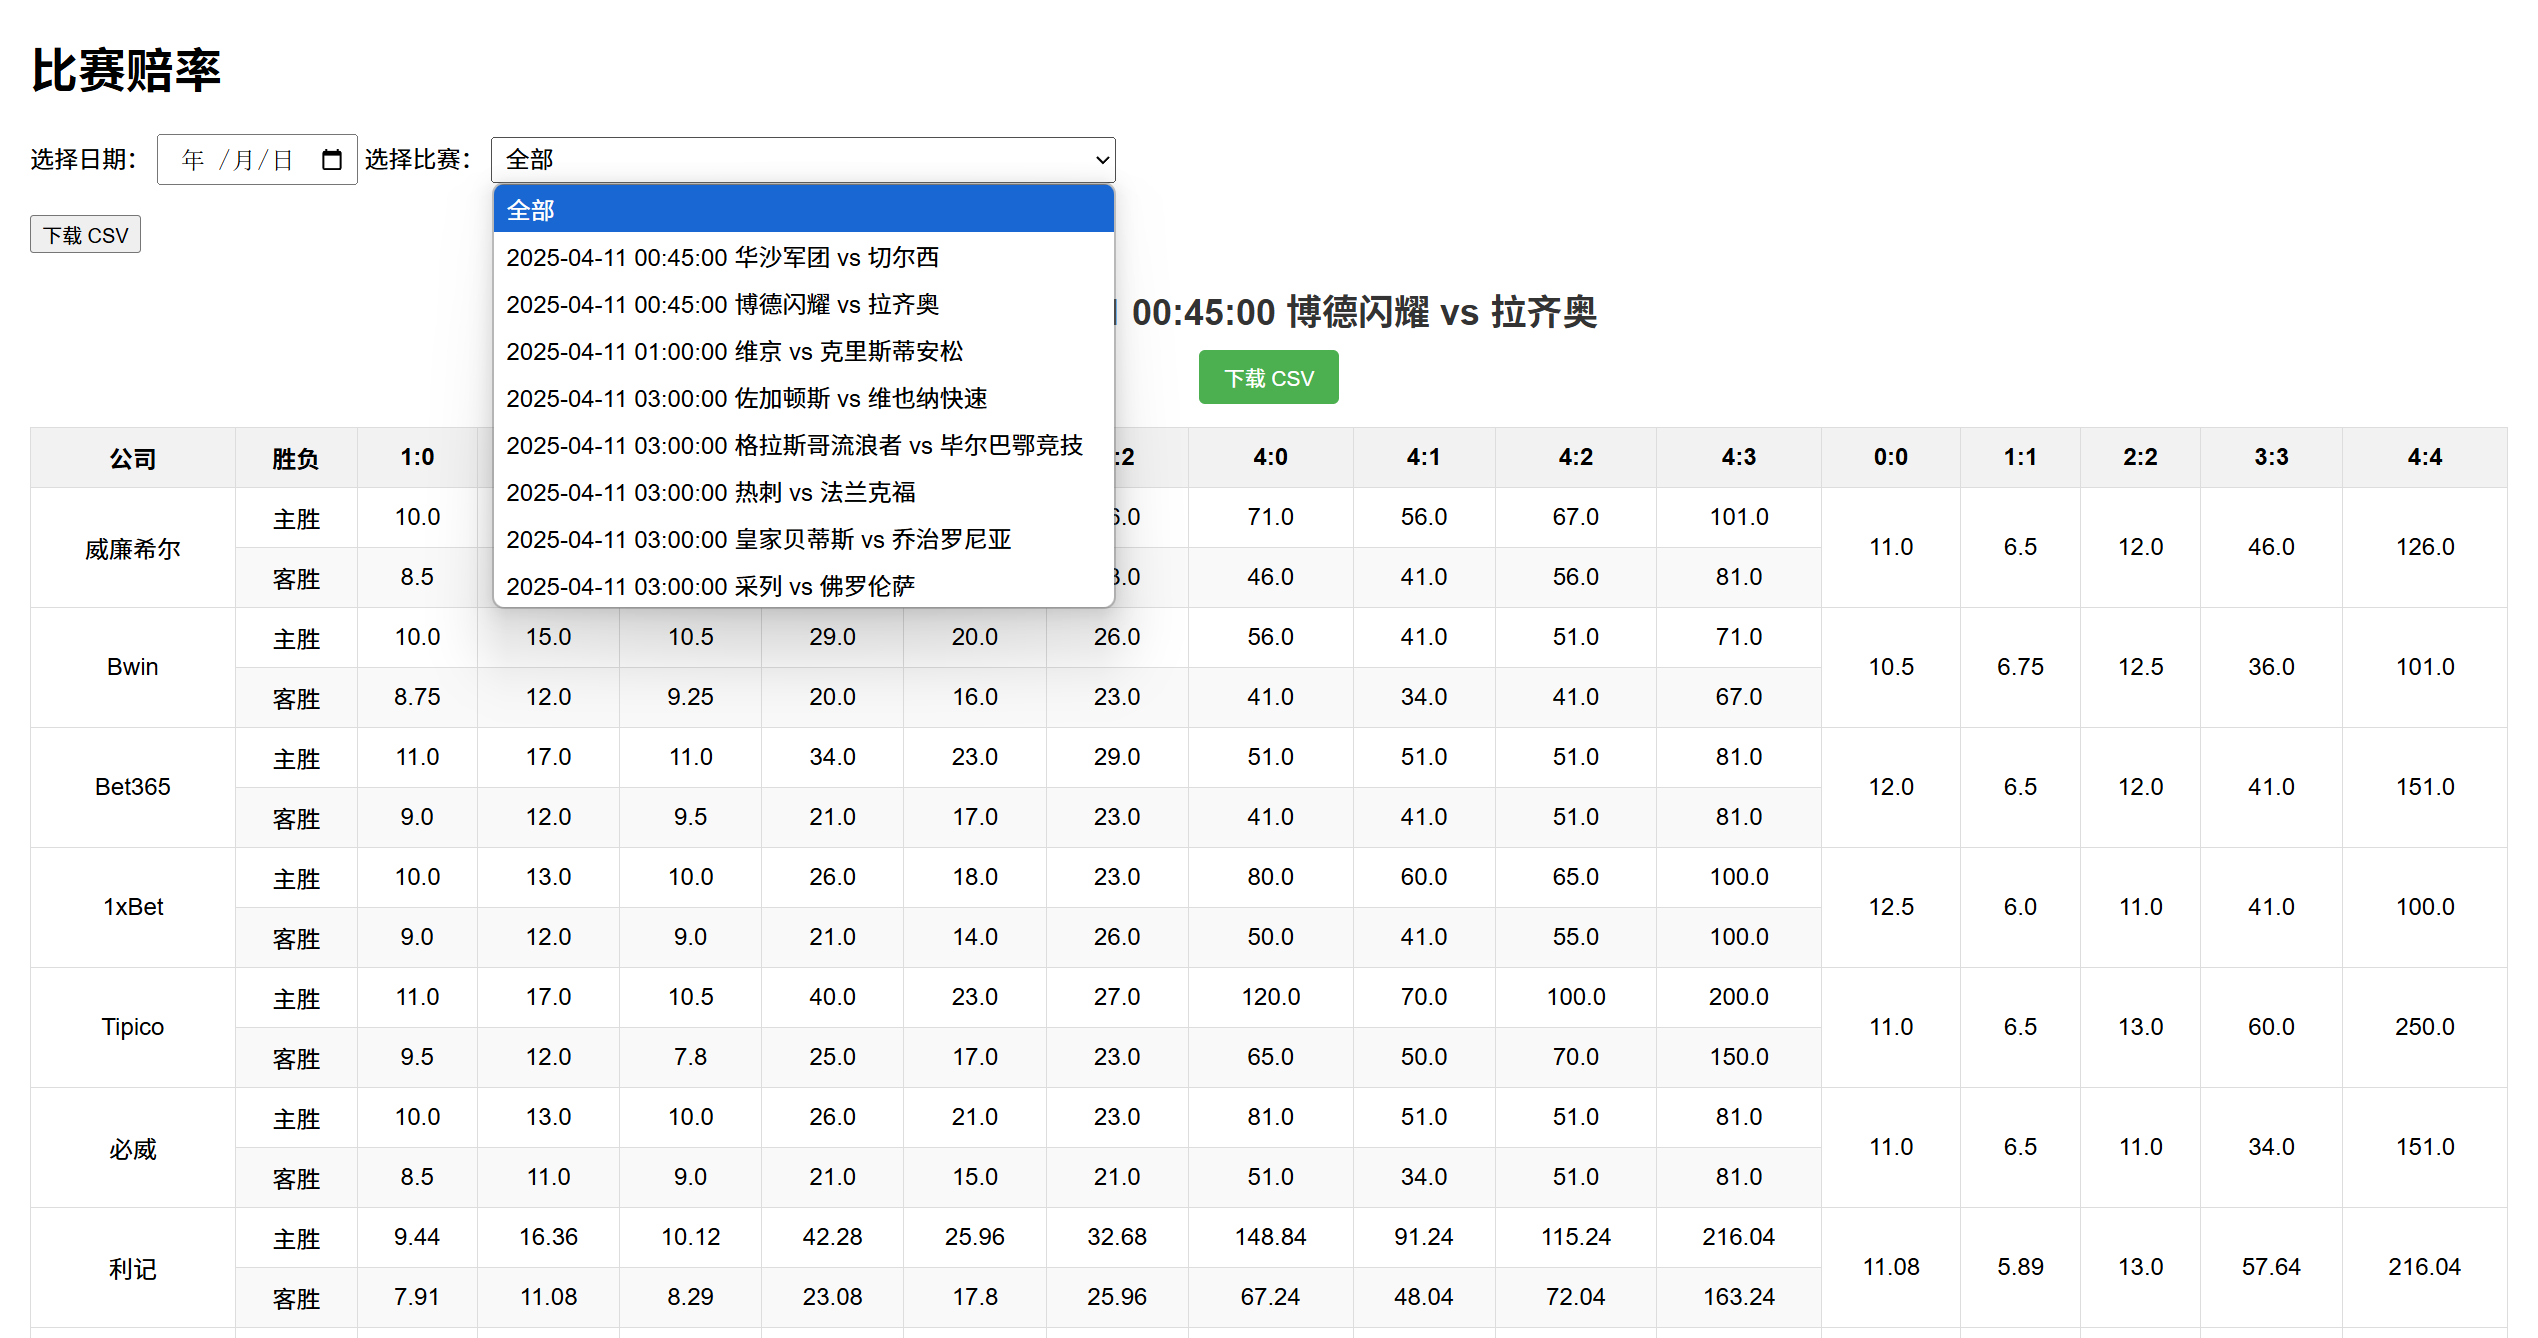 比赛赔率
选择日期： 年 /月/日 选择比赛： 全部
下载 CSV
全部
2025-04-11 00:45:00 华沙军团 vs 切尔西
2025-04-11 00:45:00 博德闪耀 vs 拉齐奥
2025-04-11 01:00:00 维京 vs 克里斯蒂安松
2025-04-11 03:00:00 佐加顿斯 vs 维也纳快速
2025-04-11 03:00:00 格拉斯哥流浪者 vs 毕尔巴鄂竞技
2025-04-11 03:00:00 热刺 vs 法兰克福
2025-04-11 03:00:00 皇家贝蒂斯 vs 乔治罗尼亚
2025-04-11 03:00:00 采列 vs 佛罗伦萨
00:45:00 博德闪耀 vs 拉齐奥
下载 CSV
公司 胜负 1:0 :2 4:0 4:1 4:2 4:3 0:0 1:1 2:2 3:3 4:4
威廉希尔 主胜 10.0 71.0 56.0 67.0 101.0 11.0 6.5 12.0 46.0 126.0
客胜 8.5 46.0 41.0 56.0 81.0
Bwin 主胜 10.0 15.0 10.5 29.0 20.0 26.0 56.0 41.0 51.0 71.0 10.5 6.75 12.5 36.0 101.0
客胜 8.75 12.0 9.25 20.0 16.0 23.0 41.0 34.0 41.0 67.0
Bet365 主胜 11.0 17.0 11.0 34.0 23.0 29.0 51.0 51.0 51.0 81.0 12.0 6.5 12.0 41.0 151.0
客胜 9.0 12.0 9.5 21.0 17.0 23.0 41.0 41.0 51.0 81.0
1xBet 主胜 10.0 13.0 10.0 26.0 18.0 23.0 80.0 60.0 65.0 100.0 12.5 6.0 11.0 41.0 100.0
客胜 9.0 12.0 9.0 21.0 14.0 26.0 50.0 41.0 55.0 100.0
Tipico 主胜 11.0 17.0 10.5 40.0 23.0 27.0 120.0 70.0 100.0 200.0 11.0 6.5 13.0 60.0 250.0
客胜 9.5 12.0 7.8 25.0 17.0 23.0 65.0 50.0 70.0 150.0
必威 主胜 10.0 13.0 10.0 26.0 21.0 23.0 81.0 51.0 51.0 81.0 11.0 6.5 11.0 34.0 151.0
客胜 8.5 11.0 9.0 21.0 15.0 21.0 51.0 34.0 51.0 81.0
利记 主胜 9.44 16.36 10.12 42.28 25.96 32.68 148.84 91.24 115.24 216.04 11.08 5.89 13.0 57.64 216.04
客胜 7.91 11.08 8.29 23.08 17.8 25.96 67.24 48.04 72.04 163.24